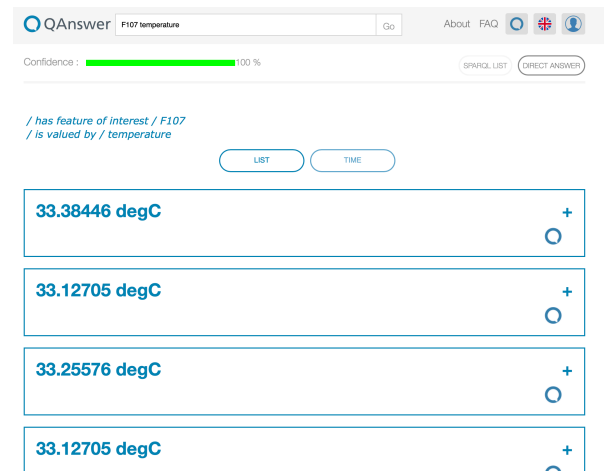 QAnswer F107 temperature Go About FAQ
Confidence : 100 % SPARQL LIST DIRECT ANSWER
/ has feature of interest / F107
/ is valued by / temperature
LIST TIME
33.38446 degC +
33.12705 degC +
33.25576 degC +
33.12705 degC +